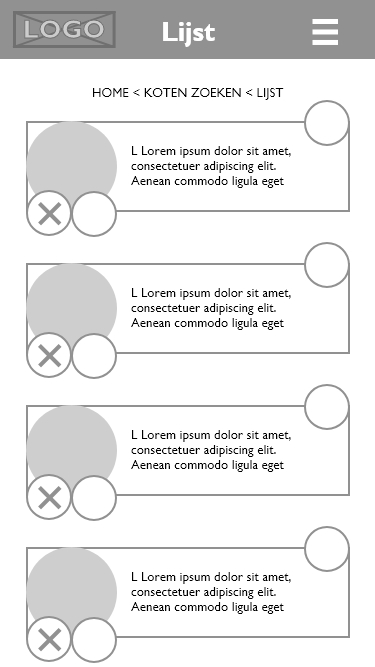 LOGO
Lijst
HOME < KOTEN ZOEKEN < LIJST
L Lorem ipsum dolor sit amet,
consectetuer adipiscing elit.
Aenean commodo ligula eget
L Lorem ipsum dolor sit amet,
consectetuer adipiscing elit.
Aenean commodo ligula eget
L Lorem ipsum dolor sit amet,
consectetuer adipiscing elit.
Aenean commodo ligula eget
L Lorem ipsum dolor sit amet,
consectetuer adipiscing elit.
Aenean commodo ligula eget